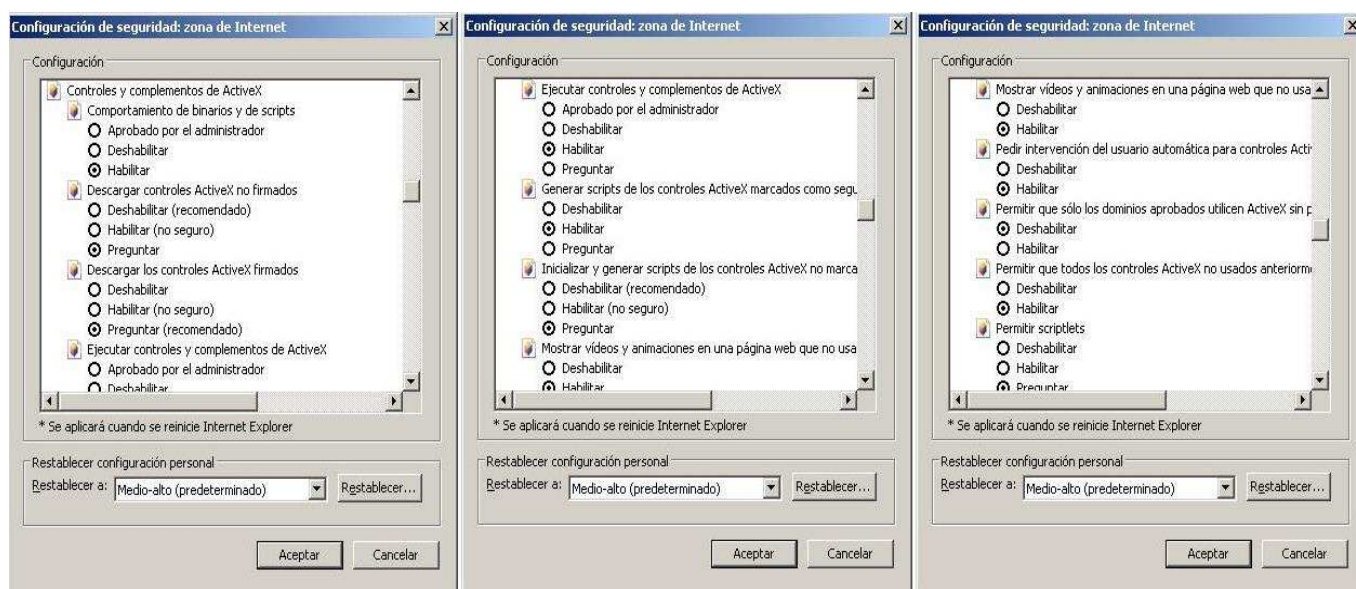 Configuración de seguridad: zona de Internet
Configuración
Controles y complementos de ActiveX
Comportamiento de binarios y de scripts
Aprobado por el administrador
Deshabilitar
Habilitar
Descargar controles ActiveX no firmados
Deshabilitar (recomendado)
Habilitar (no seguro)
Preguntar
Descargar los controles ActiveX firmados
Deshabilitar
Habilitar (no seguro)
Preguntar (recomendado)
Ejecutar controles y complementos de ActiveX
Aprobado por el administrador
Deshabilitar
* Se aplicará cuando se reinicie Internet Explorer
Restablecer configuración personal
Restablecer a: Medio-alto (predeterminado) Restablecer...
Aceptar Cancelar
Configuración de seguridad: zona de Internet
Configuración
Ejecutar controles y complementos de ActiveX
Aprobado por el administrador
Deshabilitar
Habilitar
Preguntar
Generar scripts de los controles ActiveX marcados como segu
Deshabilitar
Habilitar
Preguntar
Inicializar y generar scripts de los controles ActiveX no marca
Deshabilitar (recomendado)
Habilitar (no seguro)
Preguntar
Mostrar vídeos y animaciones en una página web que no usa
Deshabilitar
Habilitar
* Se aplicará cuando se reinicie Internet Explorer
Restablecer configuración personal
Restablecer a: Medio-alto (predeterminado) Restablecer...
Aceptar Cancelar
Configuración de seguridad: zona de Internet
Configuración
Mostrar vídeos y animaciones en una página web que no usa
Deshabilitar
Habilitar
Pedir intervención del usuario automática para controles Acti
Deshabilitar
Habilitar
Permitir que sólo los dominios aprobados utilicen ActiveX sin p
Deshabilitar
Habilitar
Permitir que todos los controles ActiveX no usados anteriorme
Deshabilitar
Habilitar
Permitir scriptlets
Deshabilitar
Habilitar
Preguntar
* Se aplicará cuando se reinicie Internet Explorer
Restablecer configuración personal
Restablecer a: Medio-alto (predeterminado) Restablecer...
Aceptar Cancelar